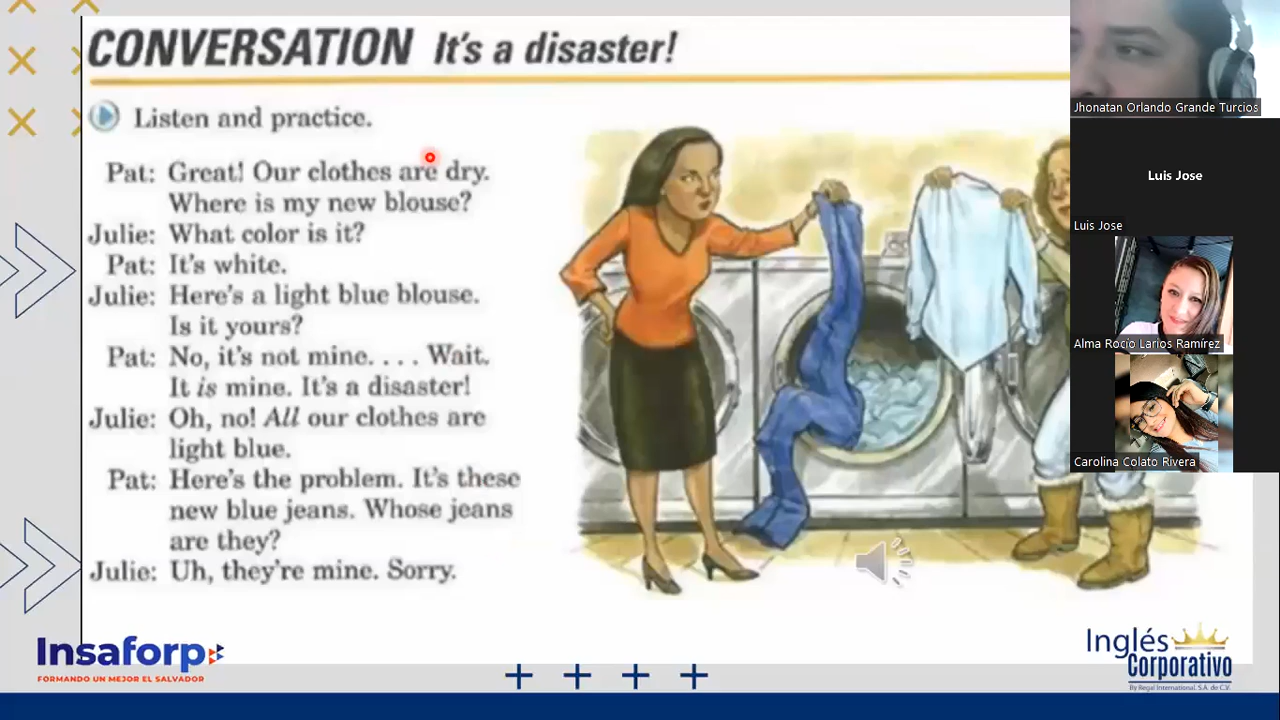 CONVERSATION It's a disaster!
Listen and practice.
Pat: Great! Our clothes are dry.
Where is my new blouse?
Julie: What color is it?
Pat: It's white.
Julie: Here's a light blue blouse.
Is it yours?
Pat: No, it's not mine. . . . Wait.
It is mine. It's a disaster!
Julie: Oh, no! All our clothes are
light blue.
Pat: Here's the problem. It's these
new blue jeans. Whose jeans
are they?
Julie: Uh, they're mine. Sorry.
Insaforp
FORMANDO UN MEJOR EL SALVADOR
Inglés
Corporativo
By Regal International, S.A. de C.V.
Jhonatan Orlando Grande Turcios
Luis Jose
Luis Jose
Alma Rocío Larios Ramírez
Carolina Colato Rivera